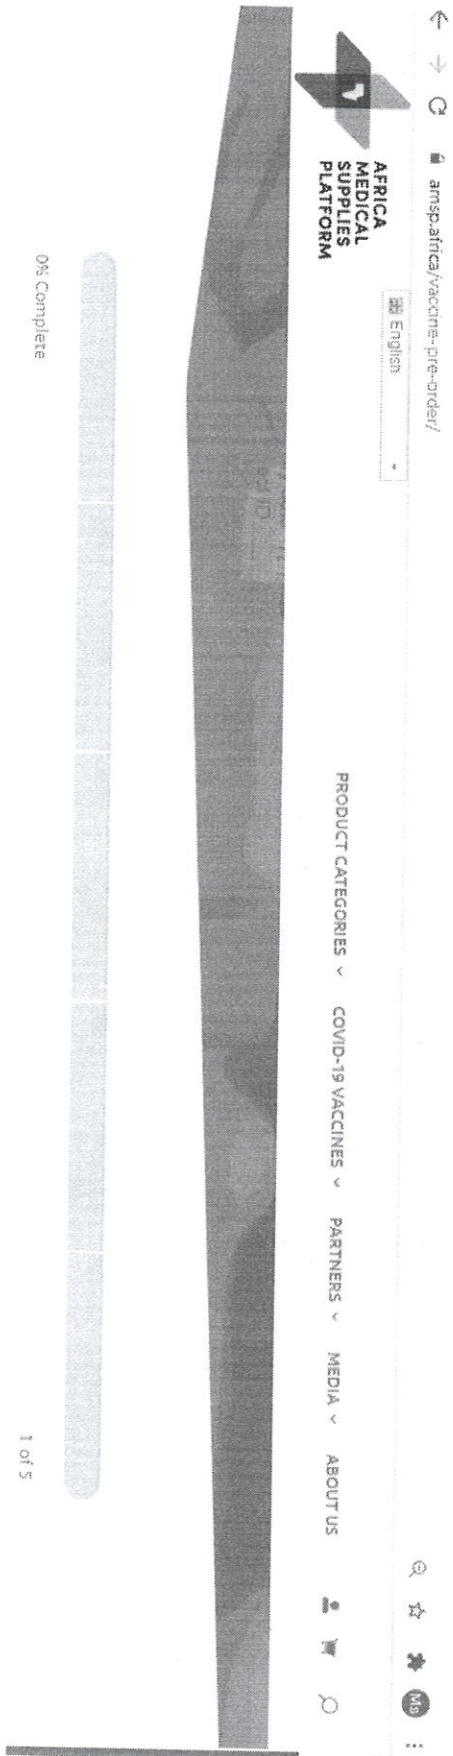 amsp.africa/vaccine-pre-order/
Ms
English
AFRICA
MEDICAL
SUPPLIES
PLATFORM
PRODUCT CATEGORIES COVID-19 VACCINES PARTNERS MEDIA ABOUT US
0% Complete
1 of 5